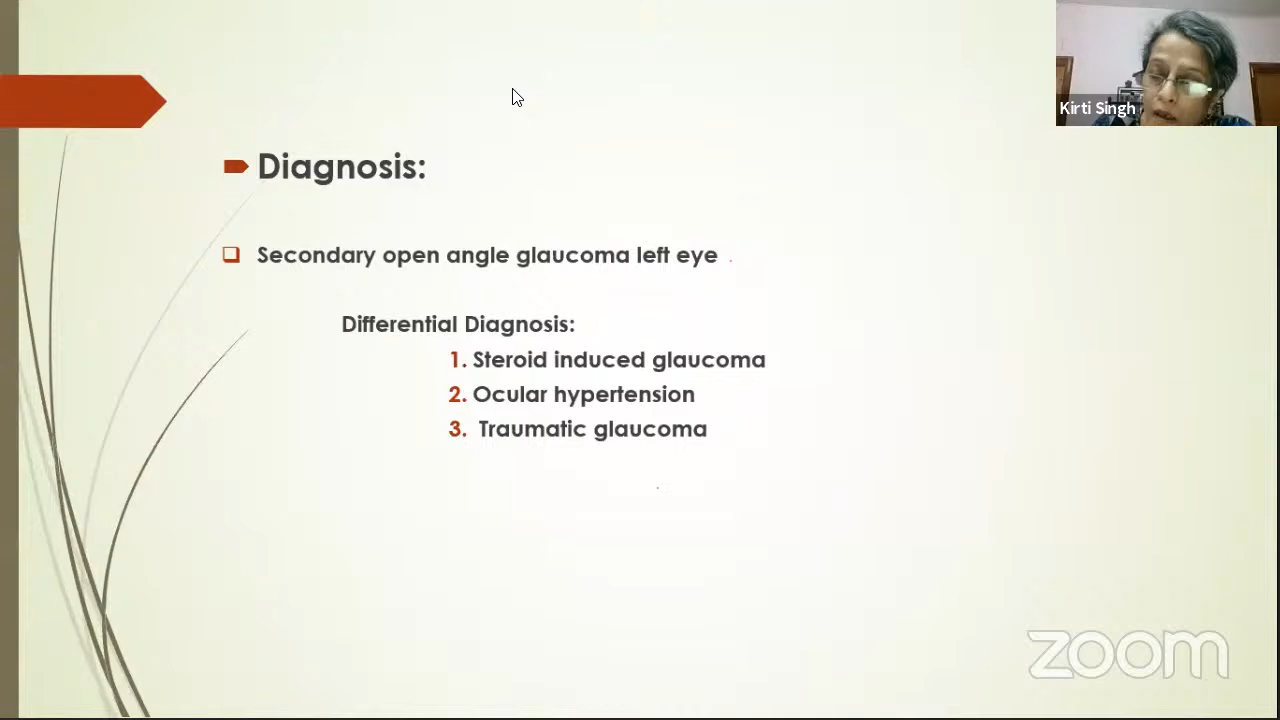 Kirti Singh
Diagnosis:
Secondary open angle glaucoma left eye
Differential Diagnosis:
1. Steroid induced glaucoma
2. Ocular hypertension
3. Traumatic glaucoma
zoom